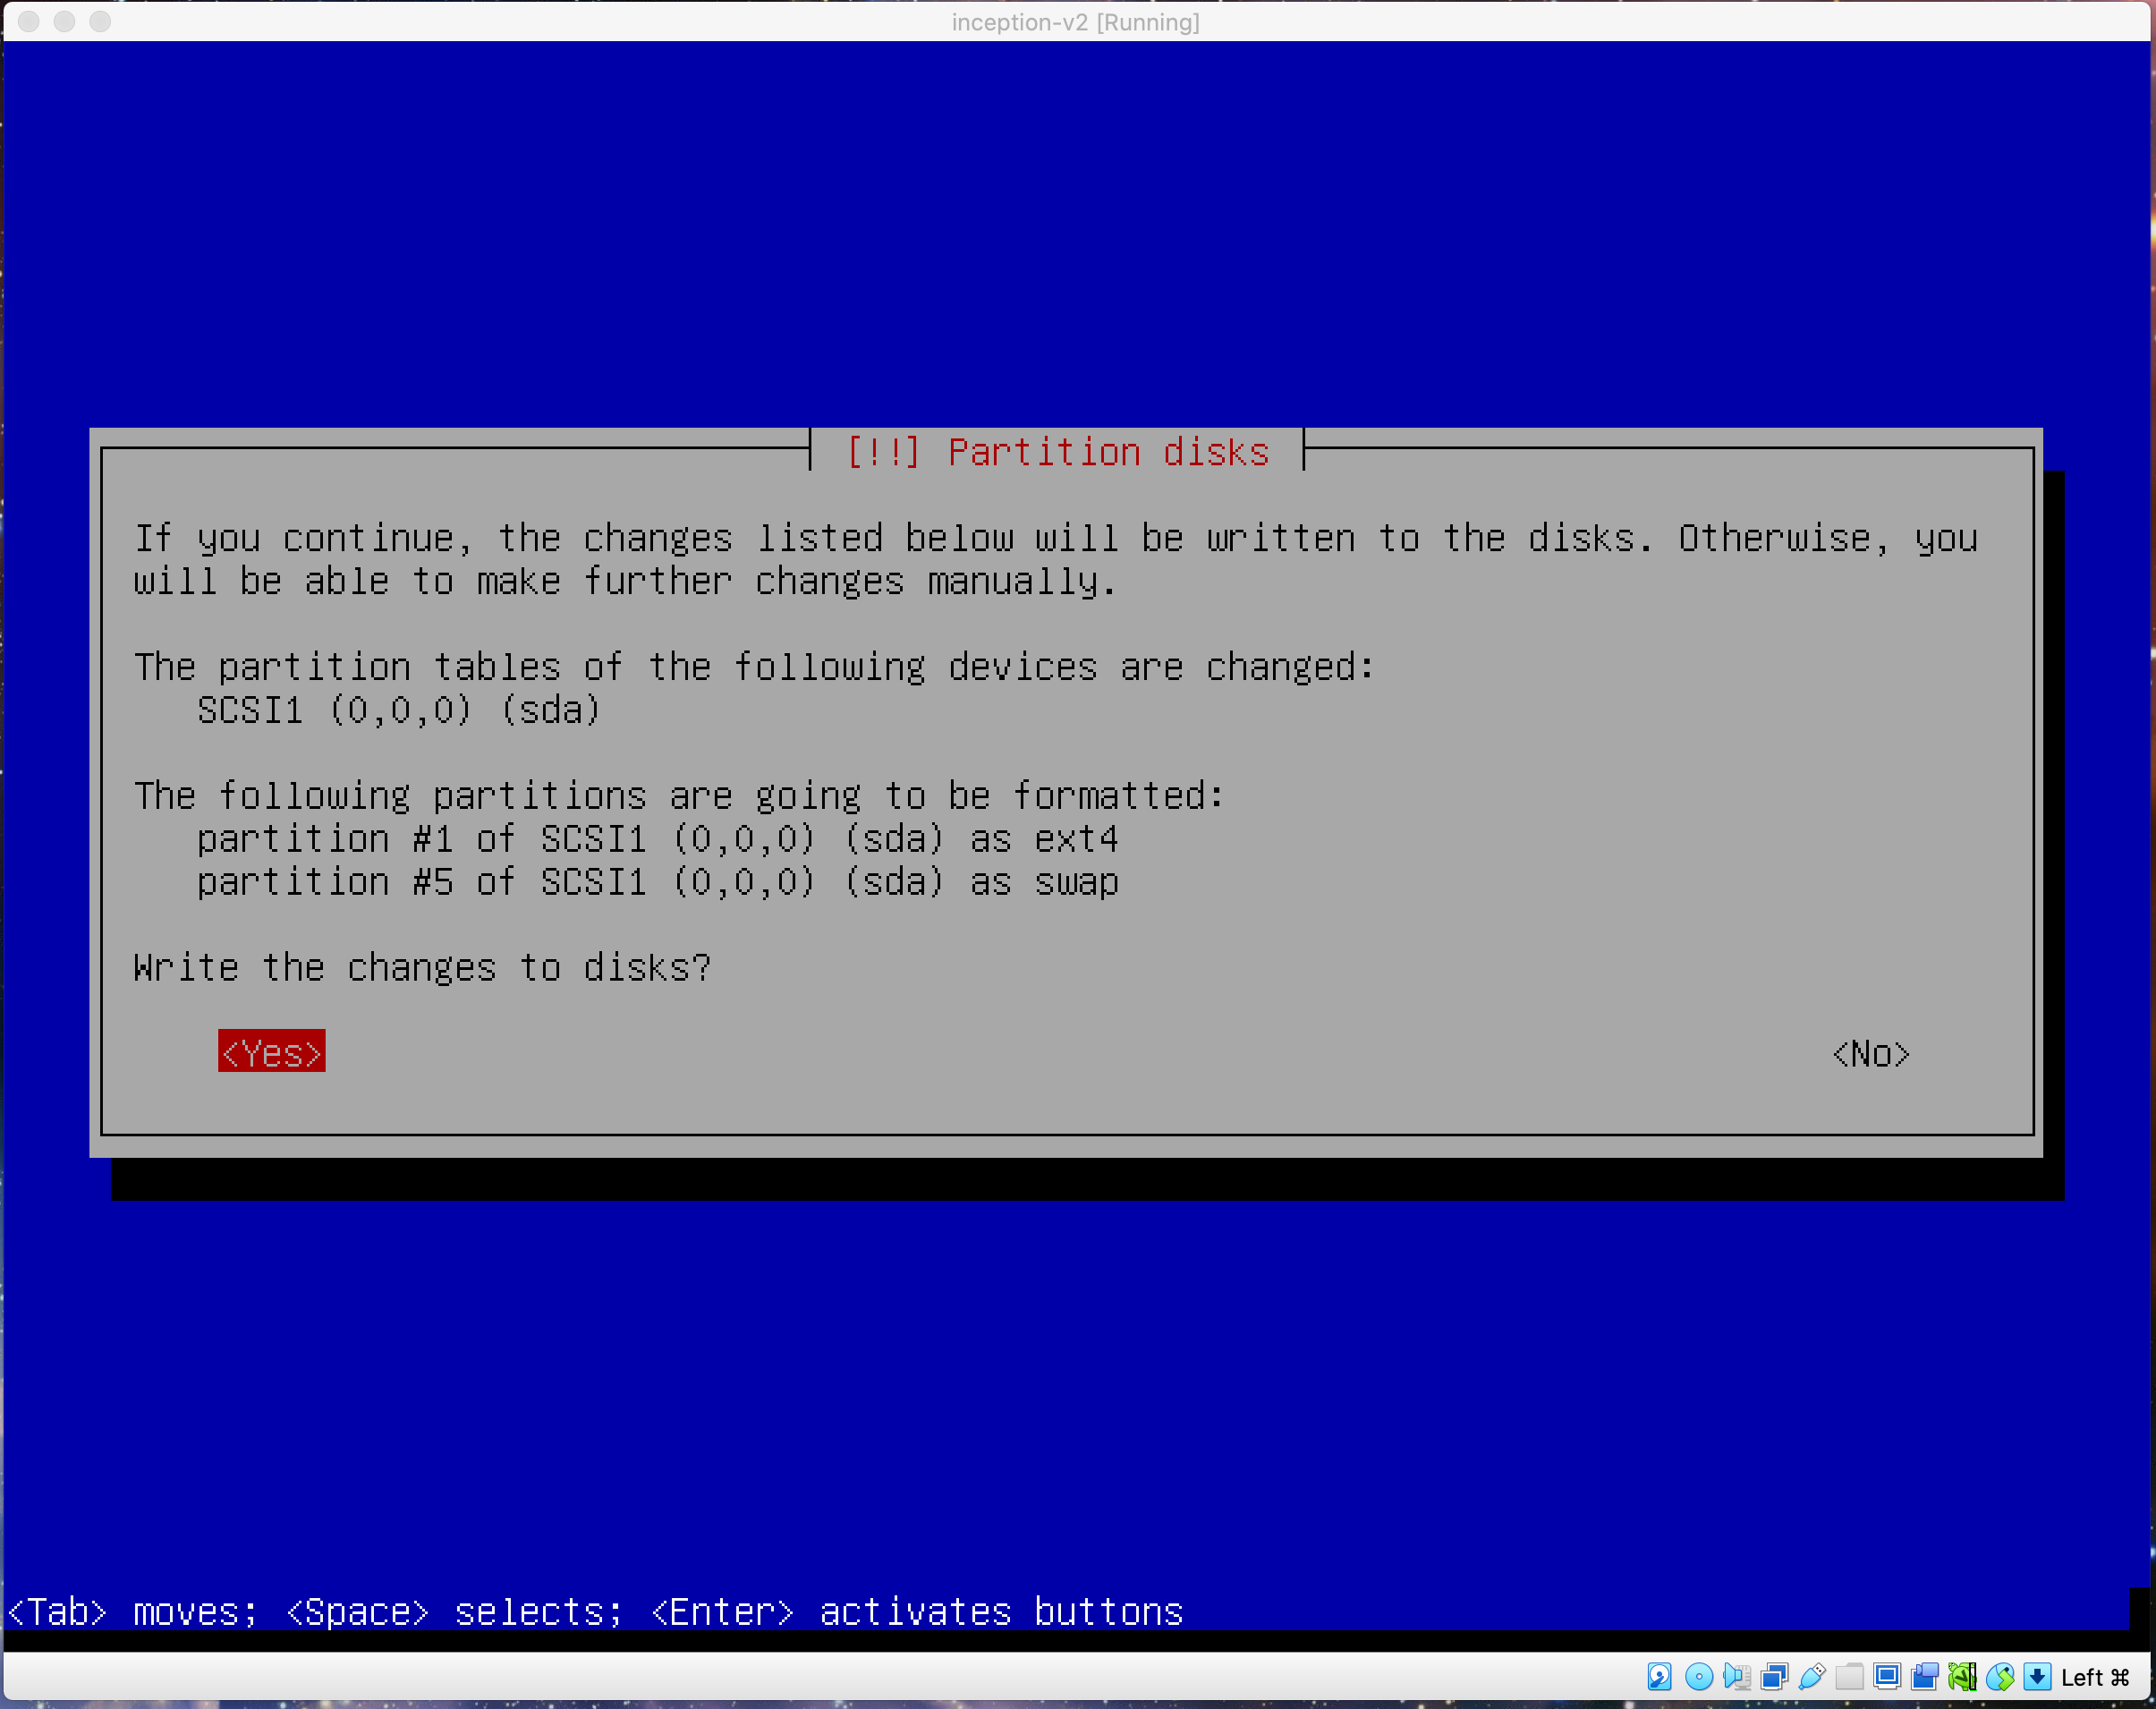 inception-v2 [Running]
[!!] Partition disks
If you continue, the changes listed below will be written to the disks. Otherwise, you
will be able to make further changes manually.
The partition tables of the following devices are changed:
SCSI1 (0,0,0) (sda)
The following partitions are going to be formatted:
partition #1 of SCSI1 (0,0,0) (sda) as ext4
partition #5 of SCSI1 (0,0,0) (sda) as swap
Write the changes to disks?
<Yes> <No>
<Tab> moves; <Space> selects; <Enter> activates buttons
Left ⌘